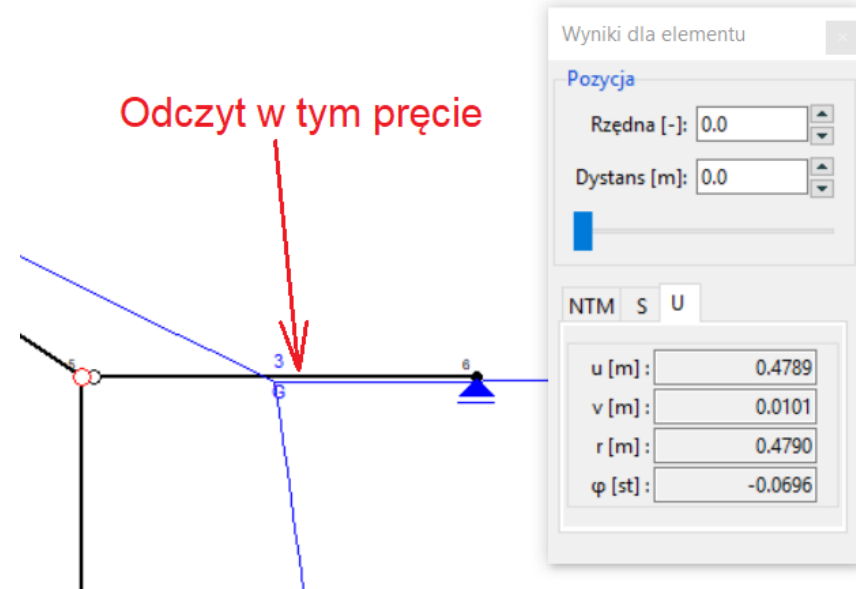 Wyniki dla elementu
Pozycja
Odczyt w tym pręcie
Rzędna [-]: 0.0
Dystans [m]: 0.0
NTM S U
5
3
6
G
u [m] : 0.4789
v [m] : 0.0101
r [m] : 0.4790
φ [st] : -0.0696